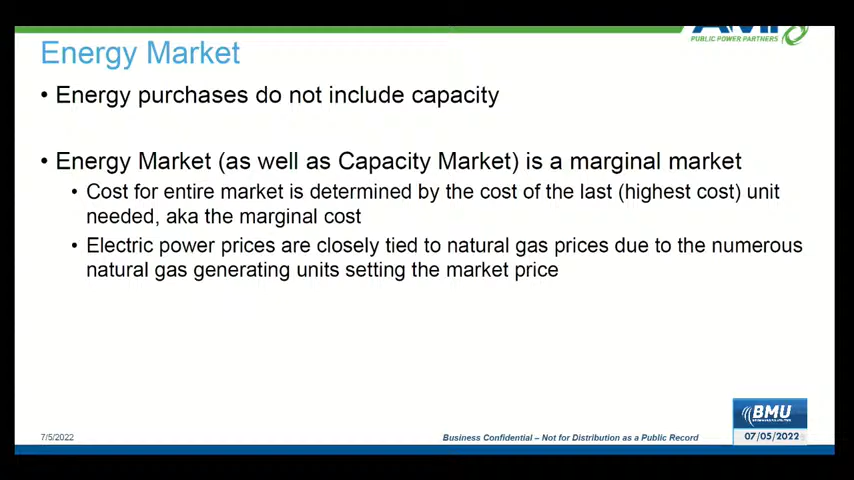 AMP
PUBLIC POWER PARTNERS
Energy Market
• Energy purchases do not include capacity
• Energy Market (as well as Capacity Market) is a marginal market
• Cost for entire market is determined by the cost of the last (highest cost) unit
needed, aka the marginal cost
• Electric power prices are closely tied to natural gas prices due to the numerous
natural gas generating units setting the market price
BMU
7/5/2022
Business Confidential – Not for Distribution as a Public Record
07/05/2022